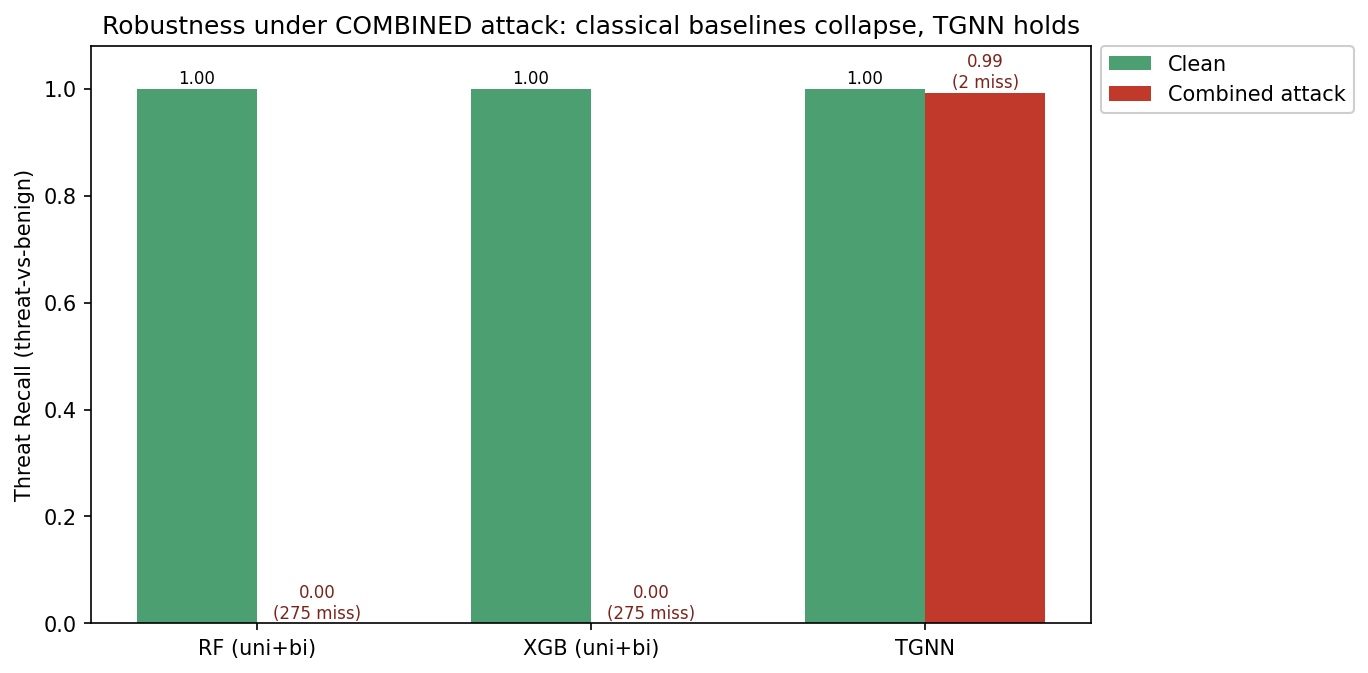 Robustness under COMBINED attack: classical baselines collapse, TGNN holds
Clean
Combined attack
Threat Recall (threat-vs-benign)
1.0
0.8
0.6
0.4
0.2
0.0
1.00
0.00
(275 miss)
1.00
0.00
(275 miss)
1.00
0.99
(2 miss)
RF (uni+bi)
XGB (uni+bi)
TGNN